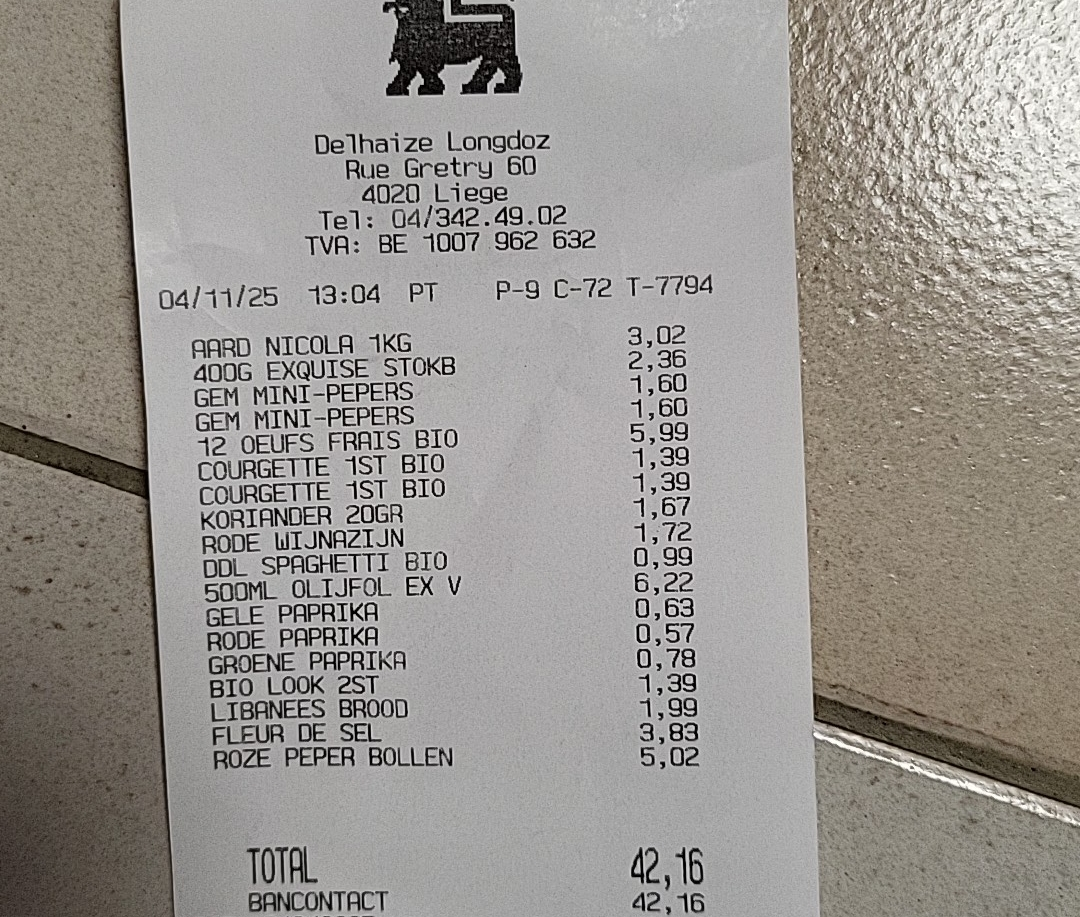 Delhaize Longdoz
Rue Gretry 60
4020 Liege
Tel: 04/342.49.02
TVA: BE 1007 962 632
04/11/25 13:04 PT P-9 C-72 T-7794
AARD NICOLA 1KG 3,02
400G EXQUISE STOKB 2,36
GEM MINI-PEPERS 1,60
GEM MINI-PEPERS 1,60
12 OEUFS FRAIS BIO 5,99
COURGETTE 1ST BIO 1,39
COURGETTE 1ST BIO 1,39
KORIANDER 20GR 1,67
RODE WIJNAZIJN 1,72
DDL SPAGHETTI BIO 0,99
500ML OLIJFOL EX V 6,22
GELE PAPRIKA 0,63
RODE PAPRIKA 0,57
GROENE PAPRIKA 0,78
BIO LOOK 2ST 1,39
LIBANEES BROOD 1,99
FLEUR DE SEL 3,83
ROZE PEPER BOLLEN 5,02
TOTAL 42,16
BANCONTACT 42,16